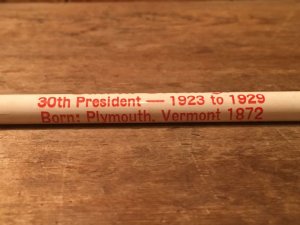 30th President — 1923 to 1929
Born: Plymouth, Vermont 1872